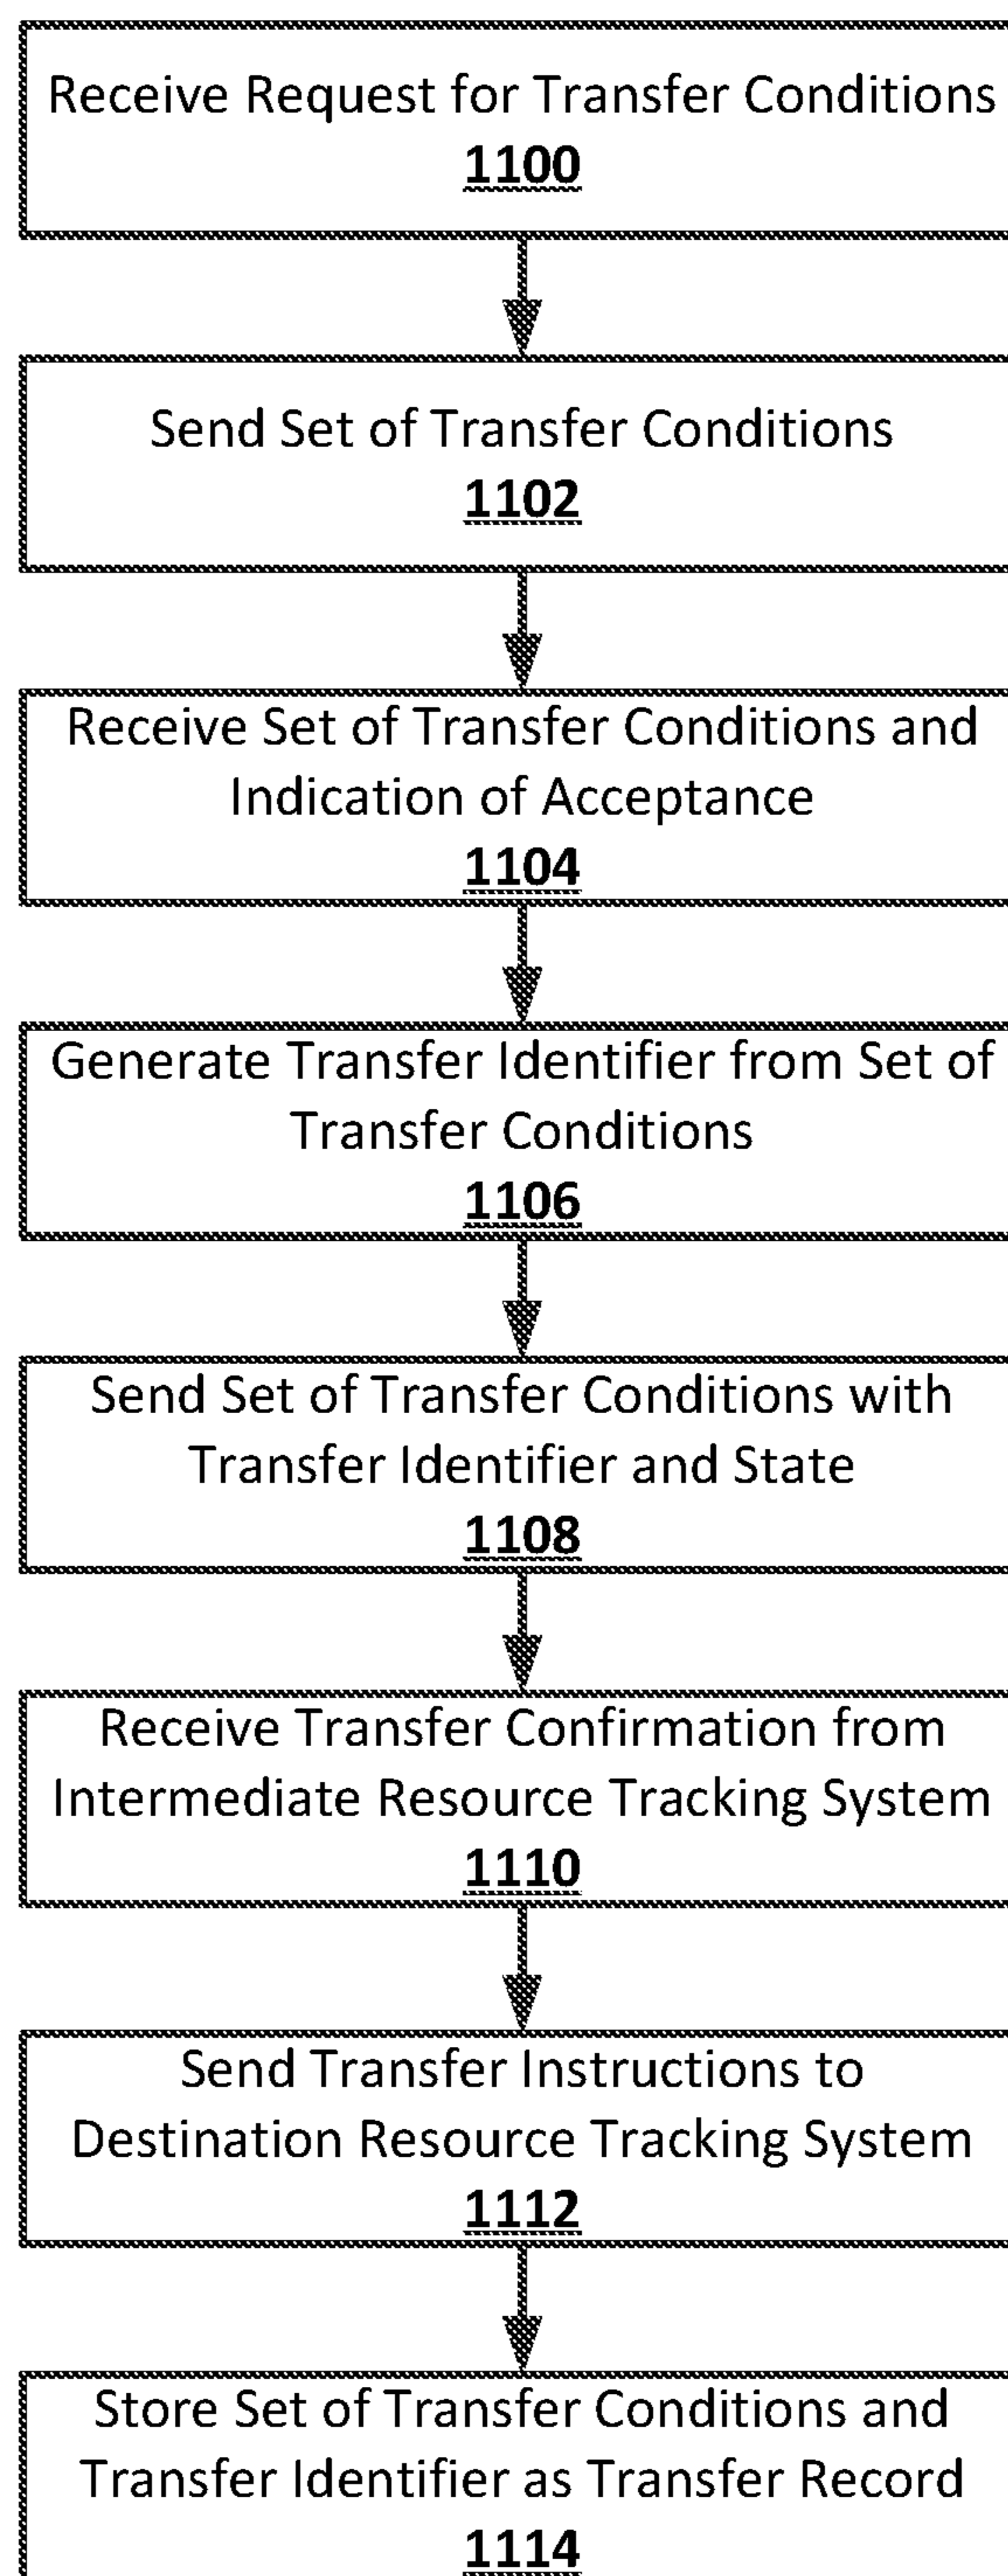 Receive Request for Transfer Conditions
1100
Send Set of Transfer Conditions
1102
Receive Set of Transfer Conditions and
Indication of Acceptance
1104
Generate Transfer Identifier from Set of
Transfer Conditions
1106
Send Set of Transfer Conditions with
Transfer Identifier and State
1108
Receive Transfer Confirmation from
Intermediate Resource Tracking System
1110
Send Transfer Instructions to
Destination Resource Tracking System
1112
Store Set of Transfer Conditions and
Transfer Identifier as Transfer Record
1114